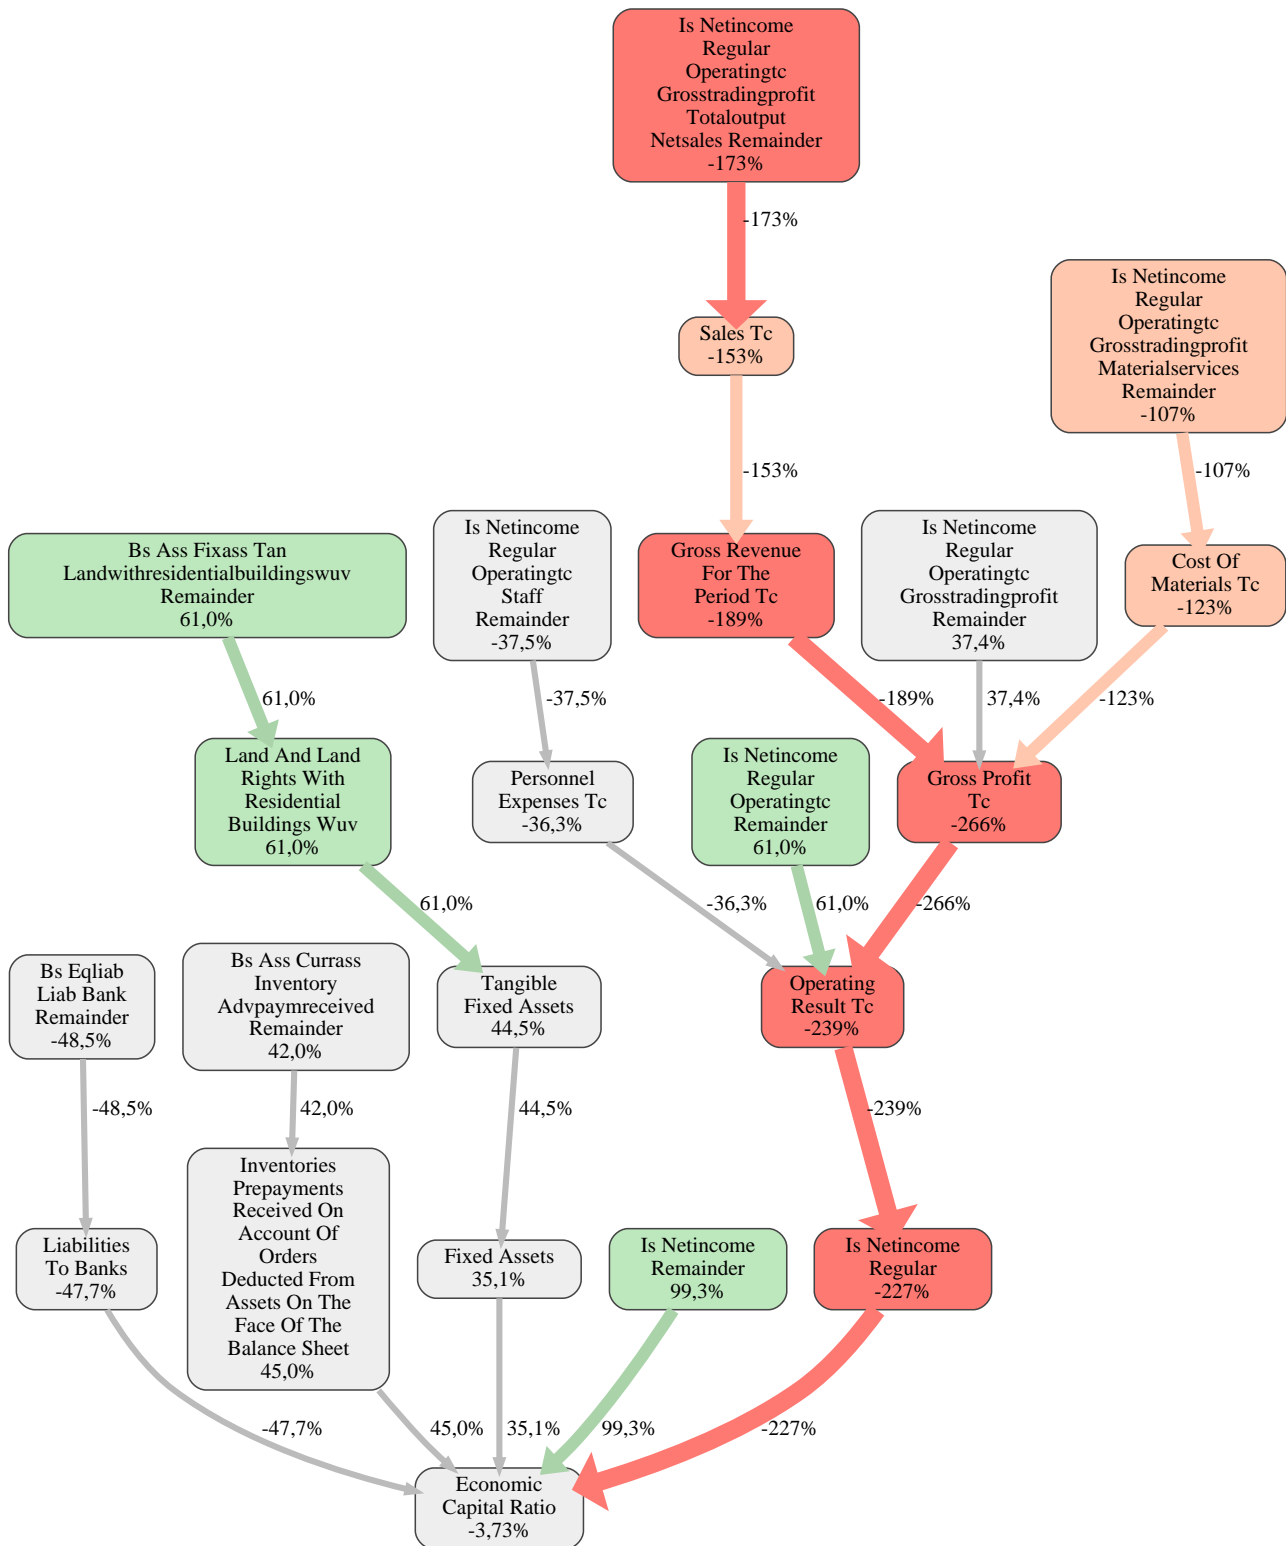 Is Netincome
Regular
Operatingtc
Grosstradingprofit
Totaloutput
Netsales Remainder
-173%
-173%
Is Netincome
Regular
Operatingtc
Grosstradingprofit
Materialservices
Remainder
-107%
Sales Tc
-153%
-153%
-107%
Bs Ass Fixass Tan
Landwithresidentialbuildingswuv
Remainder
61,0%
Is Netincome
Regular
Operatingtc
Staff
Remainder
-37,5%
Gross Revenue
For The
Period Tc
-189%
Is Netincome
Regular
Operatingtc
Grosstradingprofit
Remainder
37,4%
Cost Of
Materials Tc
-123%
61,0%
-37,5%
-189%
37,4%
-123%
Land And Land
Rights With
Residential
Buildings Wuv
61,0%
Personnel
Expenses Tc
-36,3%
Is Netincome
Regular
Operatingtc
Remainder
61,0%
Gross Profit
Tc
-266%
61,0%
-36,3%
61,0%
-266%
Bs Eqliab
Liab Bank
Remainder
-48,5%
Bs Ass Currass
Inventory
Advpaymreceived
Remainder
42,0%
Tangible
Fixed Assets
44,5%
Operating
Result Tc
-239%
-48,5%
42,0%
44,5%
-239%
Liabilities
To Banks
-47,7%
Inventories
Prepayments
Received On
Account Of
Orders
Deducted From
Assets On The
Face Of The
Balance Sheet
45,0%
Fixed Assets
35,1%
Is Netincome
Remainder
99,3%
Is Netincome
Regular
-227%
-47,7%
45,0%
35,1%
99,3%
-227%
Economic
Capital Ratio
-3,73%